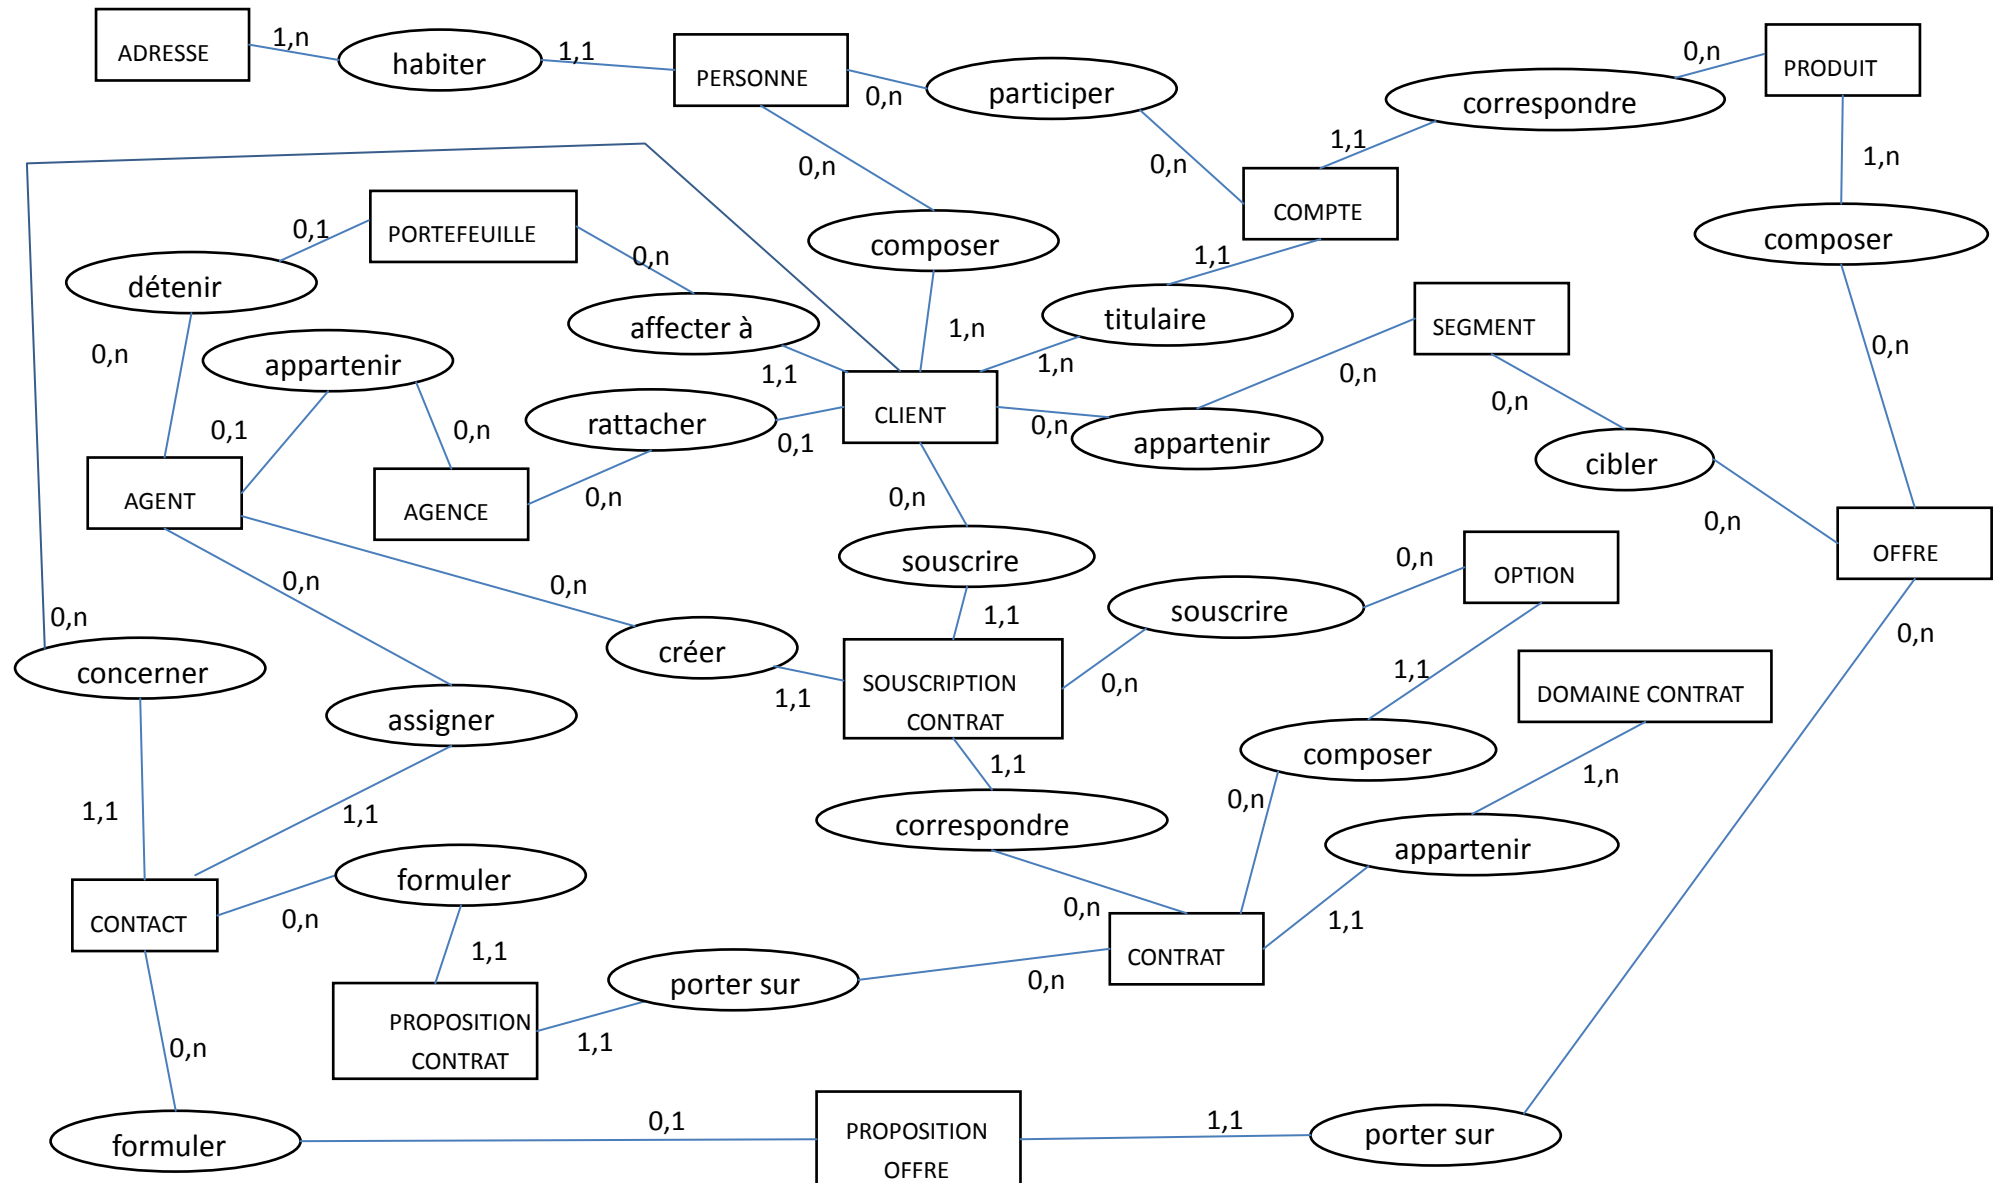 ADRESSE
1,n
habiter
1,1
PERSONNE
0,n
participer
0,n
correspondre
0,n
PRODUIT
1,1
1,n
0,n
COMPTE
PORTEFEUILLE
0,1
0,n
composer
1,1
composer
détenir
0,n
affecter à
titulaire
SEGMENT
0,n
appartenir
1,n
1,n
0,n
1,1
0,n
0,n
0,1
0,n
rattacher
0,1
CLIENT
0,n
appartenir
cibler
AGENT
AGENCE
0,n
0,n
0,n
OFFRE
souscrire
0,n
OPTION
0,n
0,n
souscrire
0,n
1,1
0,n
concerner
créer
1,1
SOUSCRIPTION
CONTRAT
0,n
1,1
DOMAINE CONTRAT
assigner
1,1
composer
1,n
1,1
1,1
correspondre
0,n
appartenir
formuler
CONTACT
0,n
0,n
1,1
1,1
CONTRAT
porter sur
0,n
PROPOSITION
CONTRAT
1,1
0,n
formuler
0,1
PROPOSITION
OFFRE
1,1
porter sur